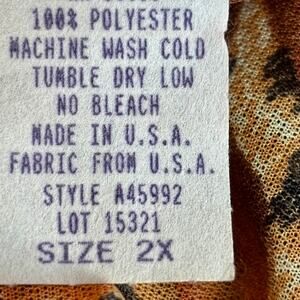 100% POLYESTER
MACHINE WASH COLD
TUMBLE DRY LOW
NO BLEACH
MADE IN U.S.A.
FABRIC FROM U.S.A.
STYLE A45992
LOT 15321
SIZE 2X